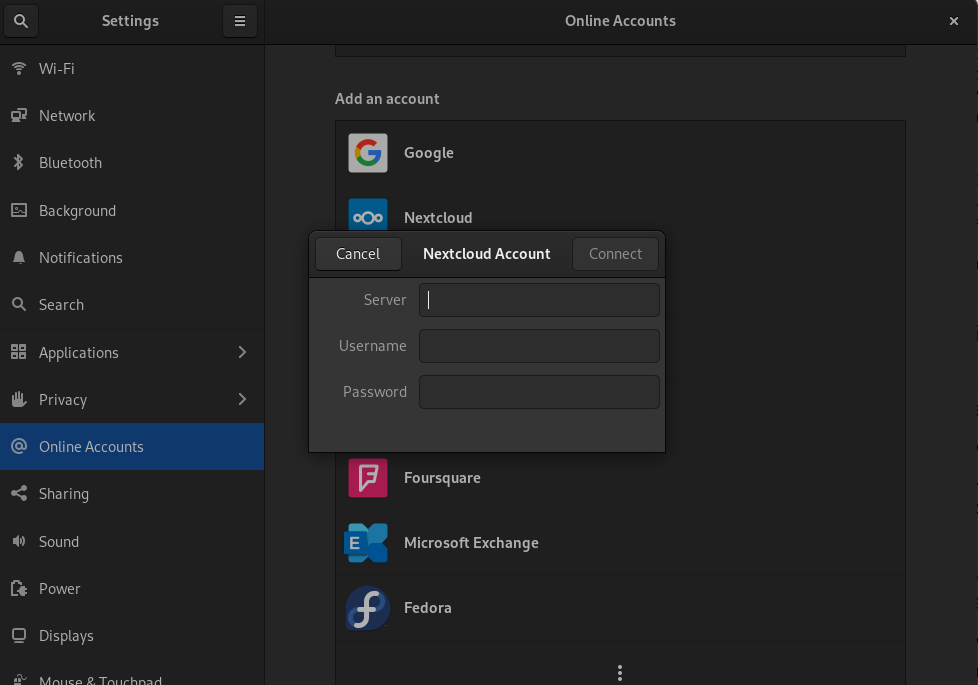 Settings
Online Accounts
Wi-Fi
Network
Bluetooth
Background
Notifications
Search
Applications
Privacy
Online Accounts
Sharing
Sound
Power
Displays
Mouse & Touchpad
Add an account
Google
Nextcloud
Cancel
Nextcloud Account
Connect
Server
Username
Password
Foursquare
Microsoft Exchange
Fedora